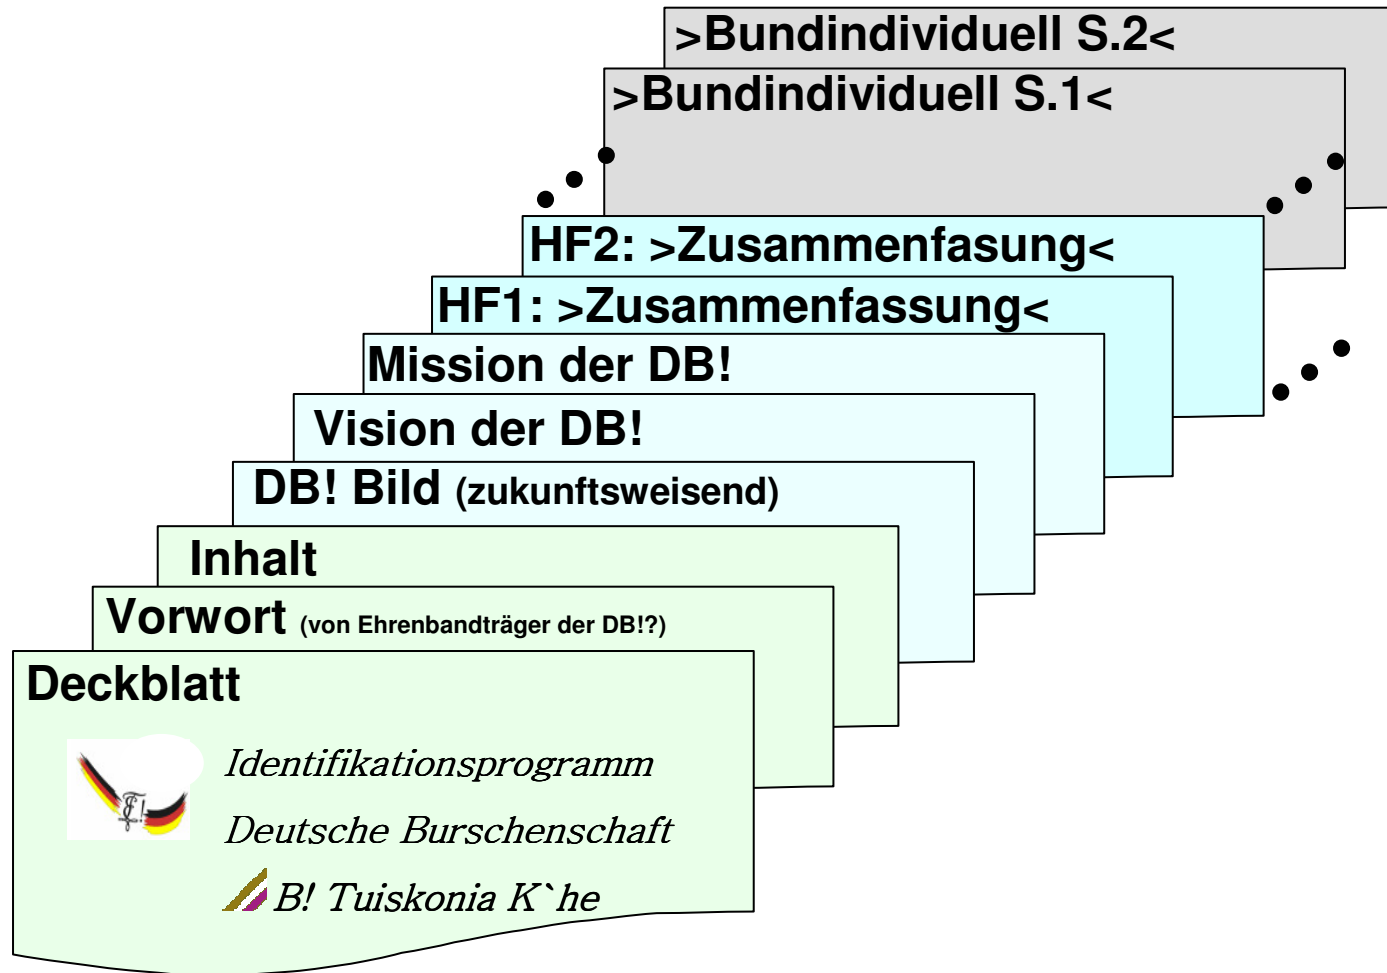 >Bundindividuell S.2<
>Bundindividuell S.1<
HF2: >Zusammenfasung<
HF1: >Zusammenfassung<
Mission der DB!
Vision der DB!
DB! Bild (zukunftsweisend)
Inhalt
Vorwort (von Ehrenbandträger der DB!?)
Deckblatt
Identifikationsprogramm
Deutsche Burschenschaft
B! Tuiskonia K`he